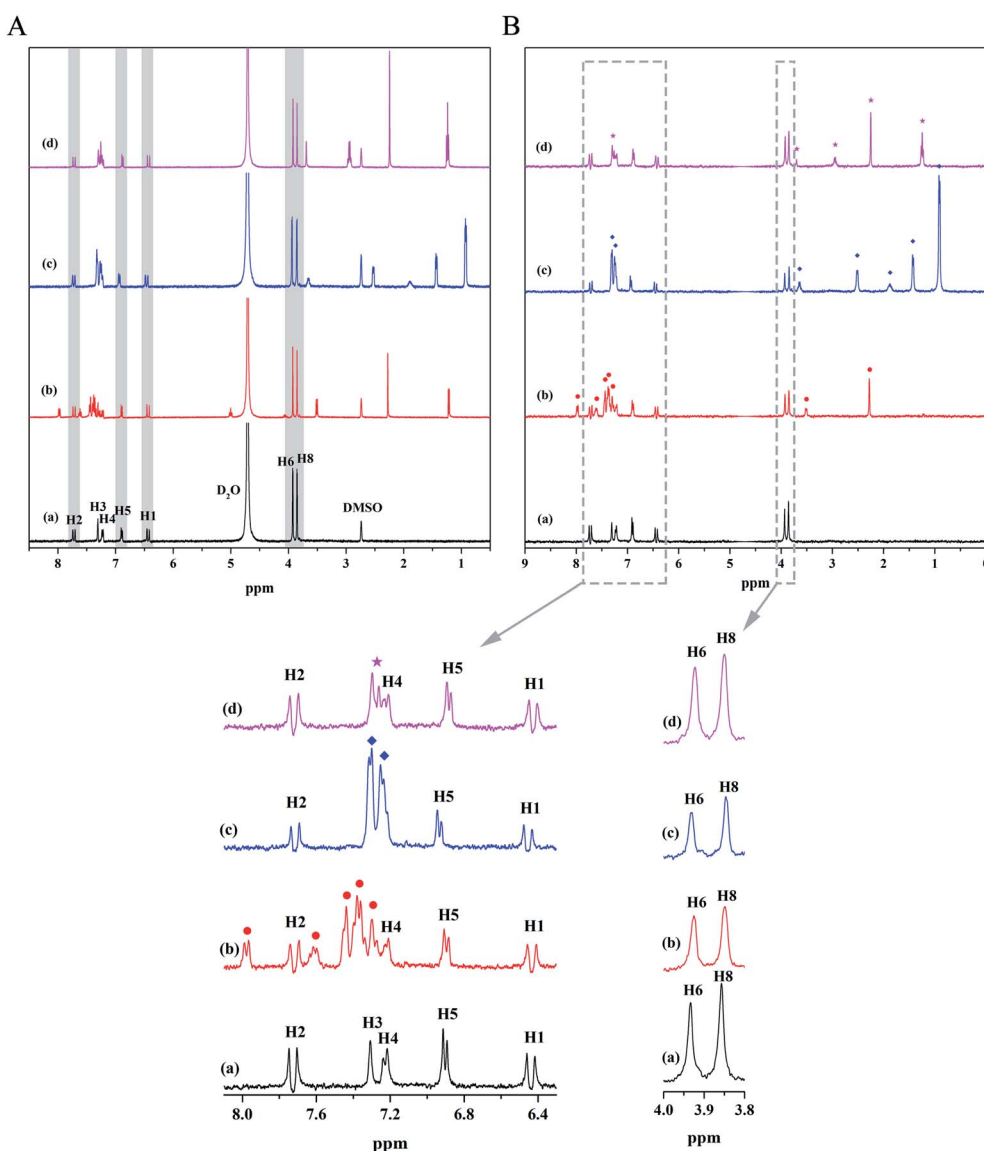 A
B
(d)
(c)
(b)
(a)
H2
H3
H4
H5
H1
D₂O
H6
H8
DMSO
8 7 6 5 4 3 2 1
ppm
(d)
(c)
(b)
(a)
9 8 7 6 5 4 3 2 1 0
ppm
(d)
H2
H4
H5
H1
(c)
H2
H5
H1
(b)
H2
H4
H5
H1
(a)
H2
H3
H4
H5
H1
8.0 7.6 7.2 6.8 6.4
ppm
H6
H8
(d)
H6
H8
(c)
H6
H8
(b)
H6
H8
(a)
4.0 3.9 3.8
ppm